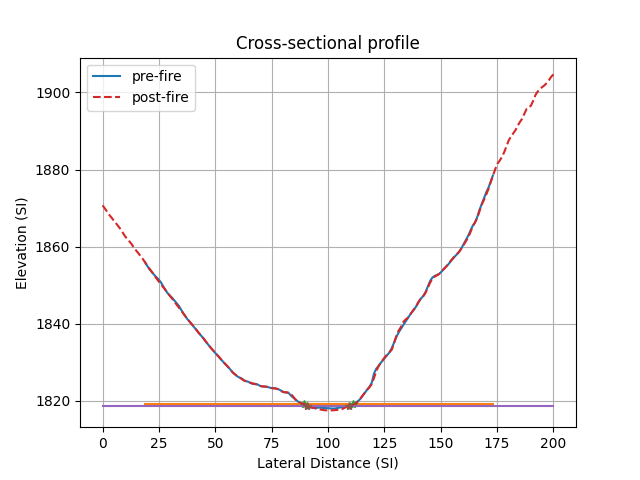 Cross-sectional profile
pre-fire
post-fire
1900
1880
1860
1840
1820
Elevation (SI)
0 25 50 75 100 125 150 175 200
Lateral Distance (SI)